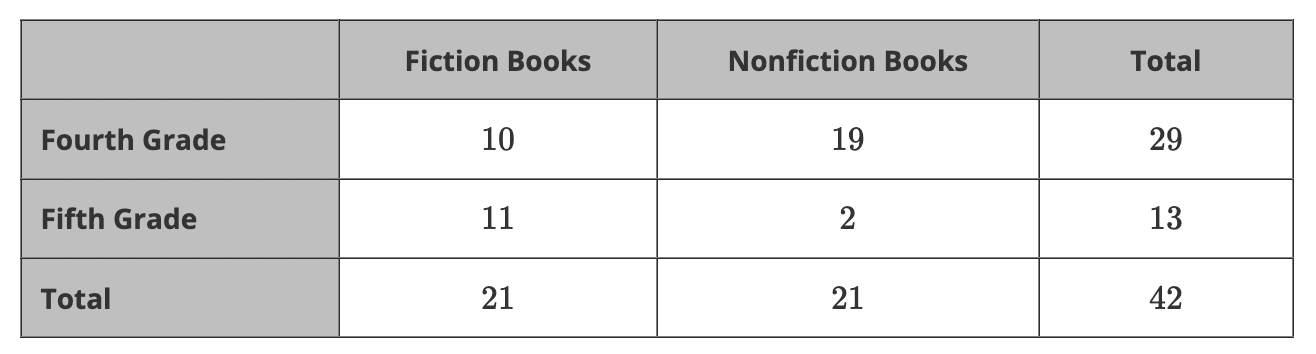 Fiction Books Nonfiction Books Total
Fourth Grade 10 19 29
Fifth Grade 11 2 13
Total 21 21 42